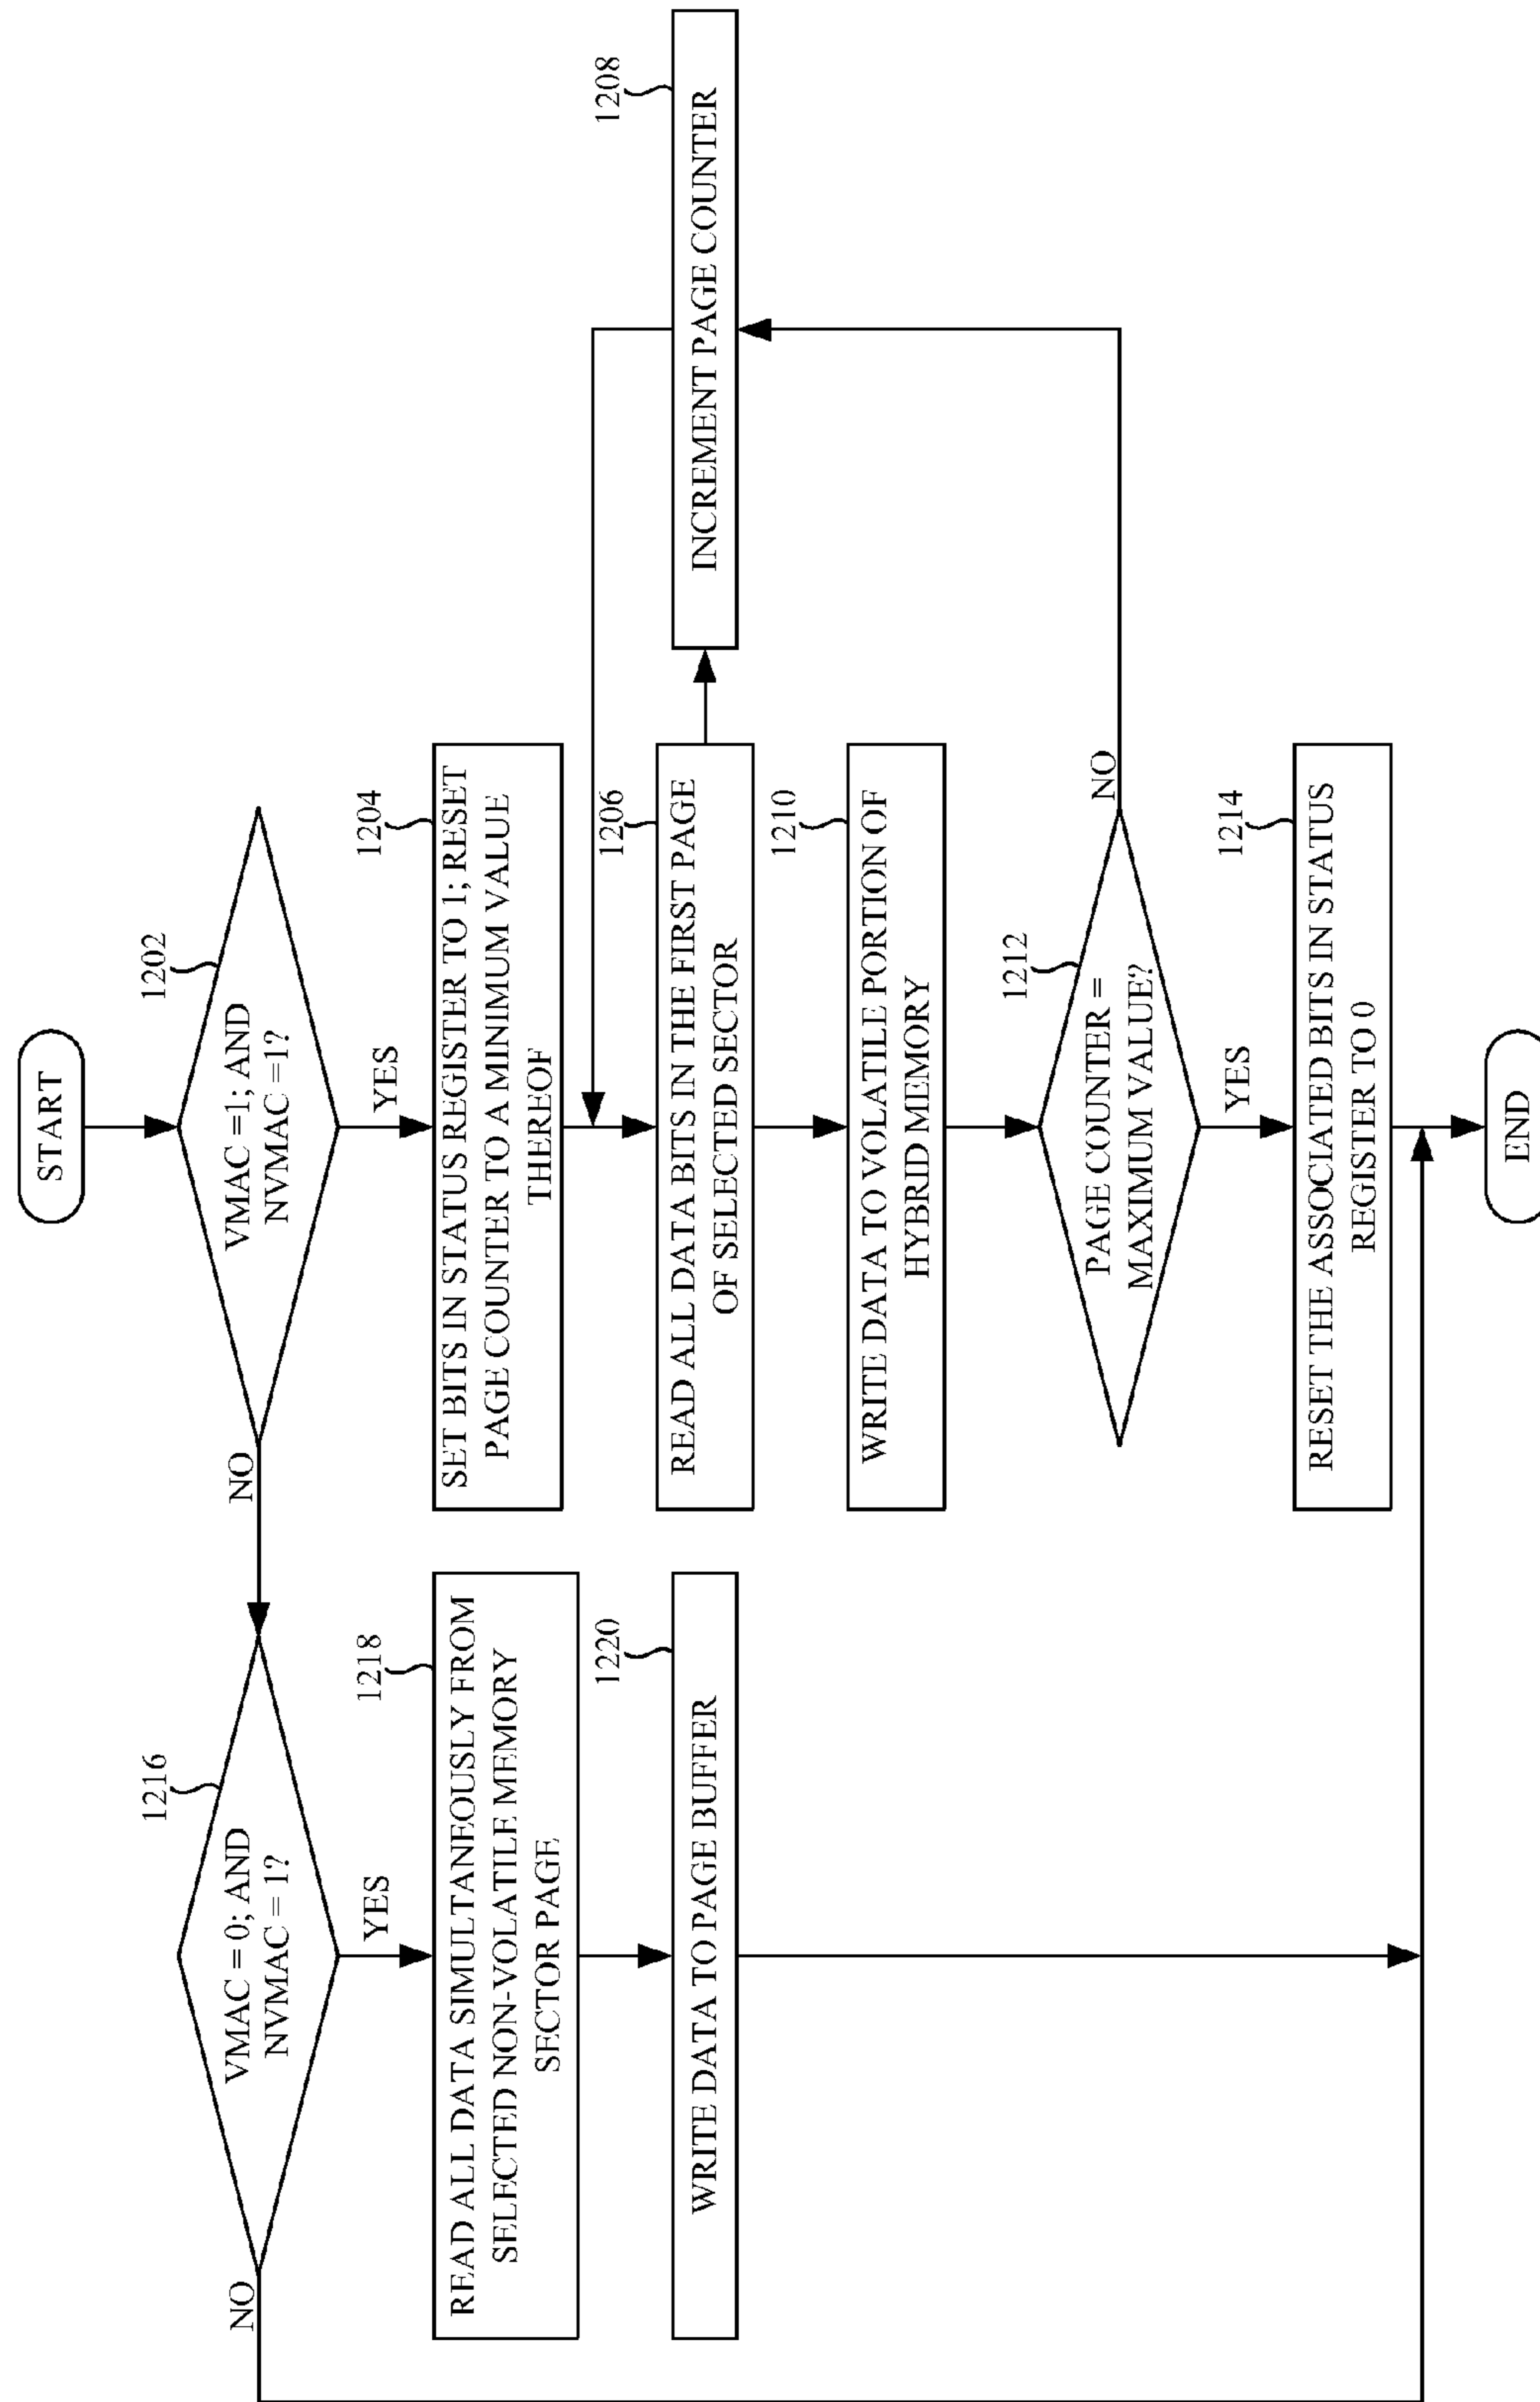 START
1202
VMAC =1; AND
NVMAC =1?
YES
NO
1204
SET BITS IN STATUS REGISTER TO 1; RESET
PAGE COUNTER TO A MINIMUM VALUE
THEREOF
1206
READ ALL DATA BITS IN THE FIRST PAGE
OF SELECTED SECTOR
1208
INCREMENT PAGE COUNTER
1210
WRITE DATA TO VOLATILE PORTION OF
HYBRID MEMORY
1212
PAGE COUNTER =
MAXIMUM VALUE?
NO
YES
1214
RESET THE ASSOCIATED BITS IN STATUS
REGISTER TO 0
1216
VMAC = 0; AND
NVMAC = 1?
NO
YES
1218
READ ALL DATA SIMULTANEOUSLY FROM
SELECTED NON-VOLATILE MEMORY
SECTOR PAGE
1220
WRITE DATA TO PAGE BUFFER
END